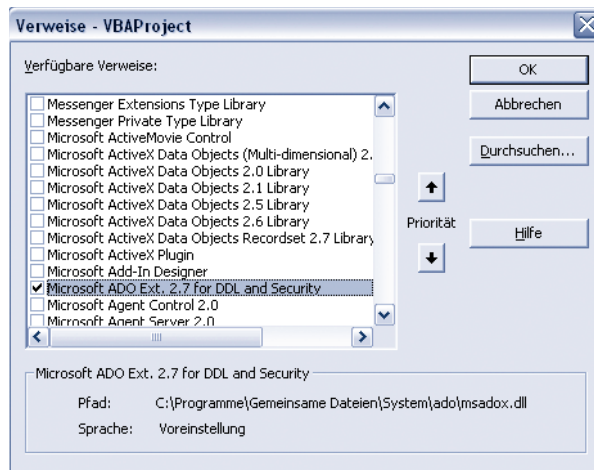 Verweise - VBAProject
Verfügbare Verweise:
OK
Messenger Extensions Type Library
Abbrechen
Messenger Private Type Library
Microsoft ActiveMovie Control
Microsoft ActiveX Data Objects (Multi-dimensional) 2.
Durchsuchen...
Microsoft ActiveX Data Objects 2.0 Library
Microsoft ActiveX Data Objects 2.1 Library
Microsoft ActiveX Data Objects 2.5 Library
Microsoft ActiveX Data Objects 2.6 Library
Priorität
Microsoft ActiveX Data Objects Recordset 2.7 Library
Hilfe
Microsoft ActiveX Plugin
Microsoft Add-In Designer
Microsoft ADO Ext. 2.7 for DDL and Security
Microsoft Agent Control 2.0
Microsoft Agent Server 2.0
Microsoft ADO Ext. 2.7 for DDL and Security
Pfad: C:\Programme\Gemeinsame Dateien\System\ado\msadox.dll
Sprache: Voreinstellung